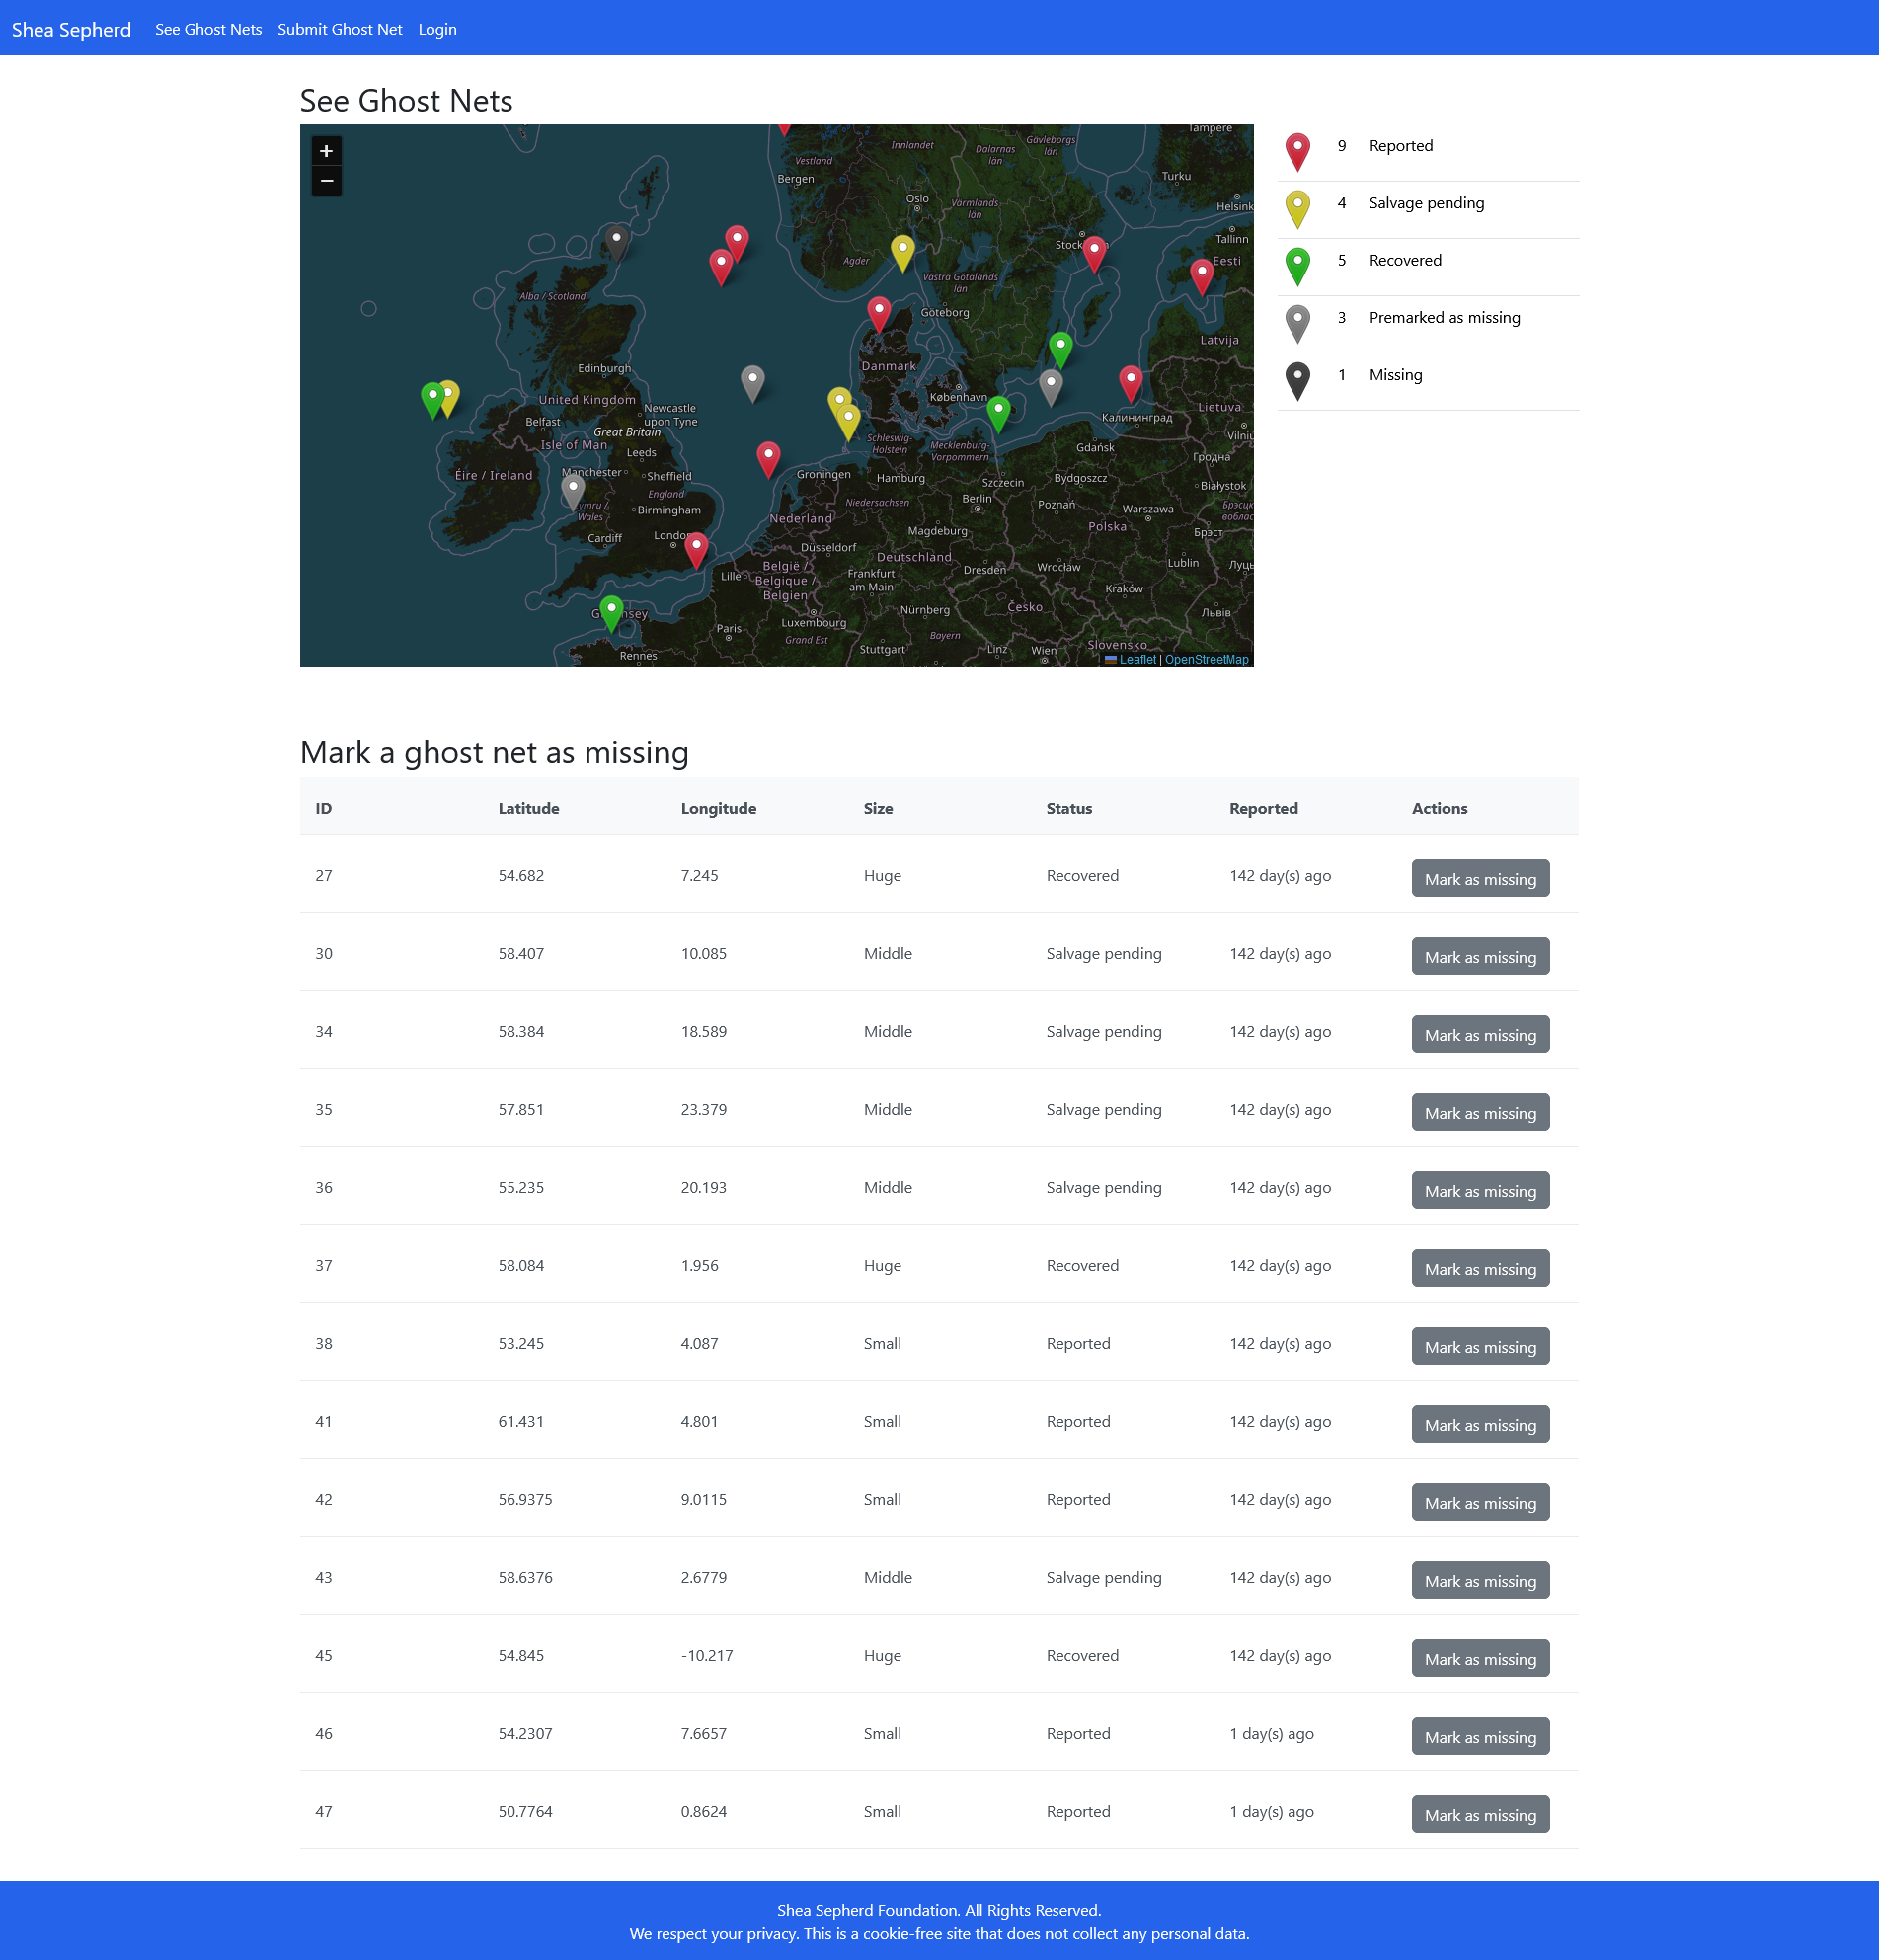 Shea Sepherd See Ghost Nets Submit Ghost Net Login
See Ghost Nets
+
−
Tampere
Innlandet
Dalarnas län
Gävleborgs län
Vestland
Bergen
Turku
Oslo
Värmlands län
Helsink
Tallinn
Eesti
Agder
Västra Götalands län
Alba / Scotland
Göteborg
Latvija
Edinburgh
Danmark
United Kingdom
København
Newcastle upon Tyne
Lietuva
Belfast
Great Britain
Калининград
Isle of Man
Schleswig-Holstein
Mecklenburg-Vorpommern
Gdańsk
Leeds
Éire / Ireland
Manchester
Sheffield
Groningen
Hamburg
Szczecin
Bydgoszcz
Гродна
England
Białystok
Berlin
Wales
Birmingham
Niedersachsen
Poznań
Warszawa
Nederland
Magdeburg
Polska
Брэст
Cardiff
Düsseldorf
Deutschland
Lille
België / Belgique / Belgien
Frankfurt am Main
Dresden
Wrocław
Lublin
Kraków
Nürnberg
Česko
Львів
Paris
Luxembourg
Grand Est
Bayern
Rennes
Stuttgart
Linz
Wien
Slovensko
Leaflet | OpenStreetMap
9 Reported
4 Salvage pending
5 Recovered
3 Premarked as missing
1 Missing
Mark a ghost net as missing
ID Latitude Longitude Size Status Reported Actions
27 54.682 7.245 Huge Recovered 142 day(s) ago Mark as missing
30 58.407 10.085 Middle Salvage pending 142 day(s) ago Mark as missing
34 58.384 18.589 Middle Salvage pending 142 day(s) ago Mark as missing
35 57.851 23.379 Middle Salvage pending 142 day(s) ago Mark as missing
36 55.235 20.193 Middle Salvage pending 142 day(s) ago Mark as missing
37 58.084 1.956 Huge Recovered 142 day(s) ago Mark as missing
38 53.245 4.087 Small Reported 142 day(s) ago Mark as missing
41 61.431 4.801 Small Reported 142 day(s) ago Mark as missing
42 56.9375 9.0115 Small Reported 142 day(s) ago Mark as missing
43 58.6376 2.6779 Middle Salvage pending 142 day(s) ago Mark as missing
45 54.845 -10.217 Huge Recovered 142 day(s) ago Mark as missing
46 54.2307 7.6657 Small Reported 1 day(s) ago Mark as missing
47 50.7764 0.8624 Small Reported 1 day(s) ago Mark as missing
Shea Sepherd Foundation. All Rights Reserved.
We respect your privacy. This is a cookie-free site that does not collect any personal data.